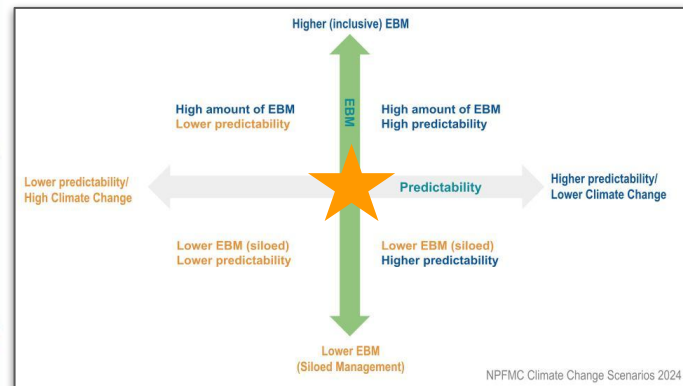 Higher (inclusive) EBM
High amount of EBM
Lower predictability
EBM
High amount of EBM
High predictability
Lower predictability/
High Climate Change
Predictability
Higher predictability/
Lower Climate Change
Lower EBM (siloed)
Lower predictability
Lower EBM (siloed)
Higher predictability
Lower EBM
(Siloed Management)
NPFMC Climate Change Scenarios 2024